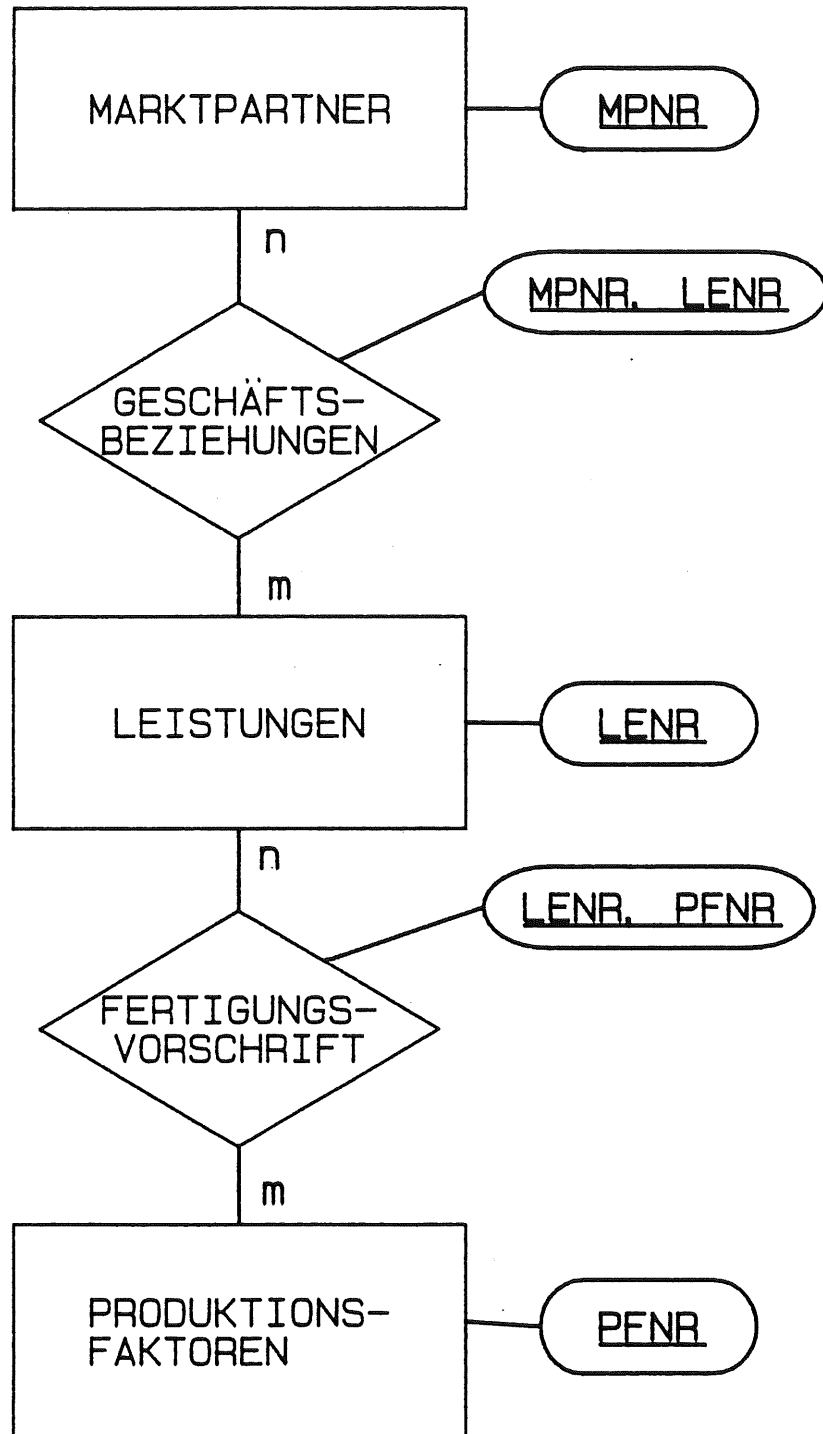 MARKTPARTNER
MPNR
n
MPNR, LENR
GESCHÄFTS-
BEZIEHUNGEN
m
LEISTUNGEN
LENR
n
LENR, PFNR
FERTIGUNGS-
VORSCHRIFT
m
PRODUKTIONS-
FAKTOREN
PFNR